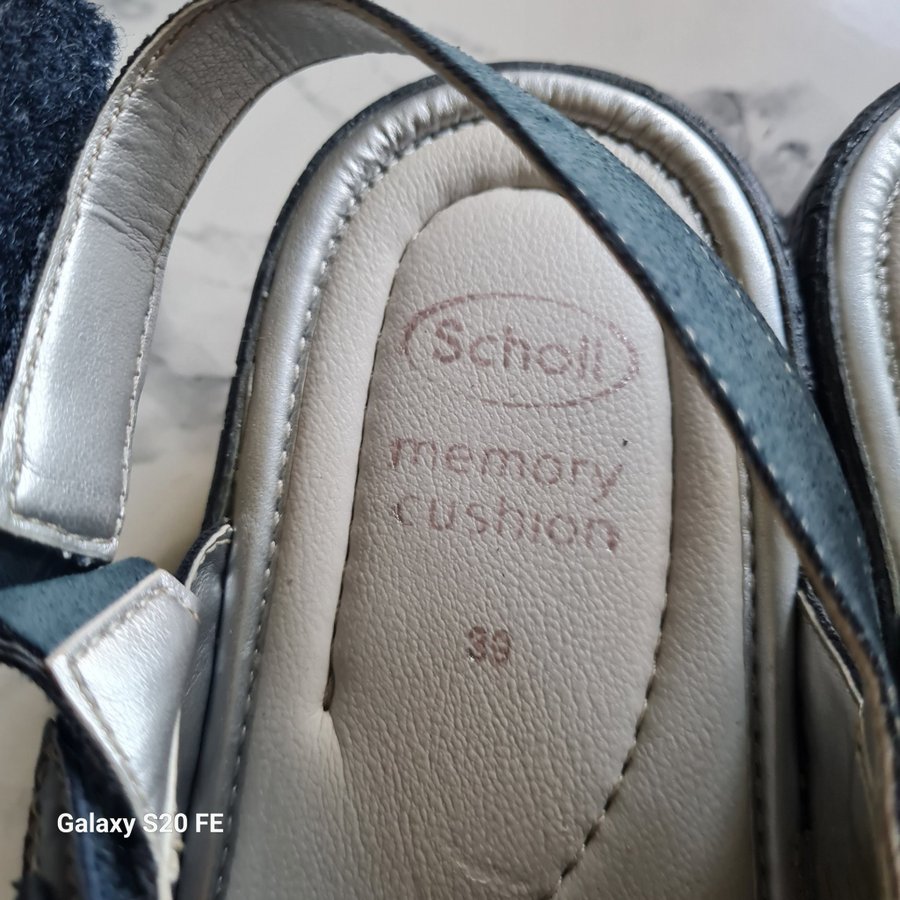 Scholl
memory
cushion
39
Galaxy S20 FE